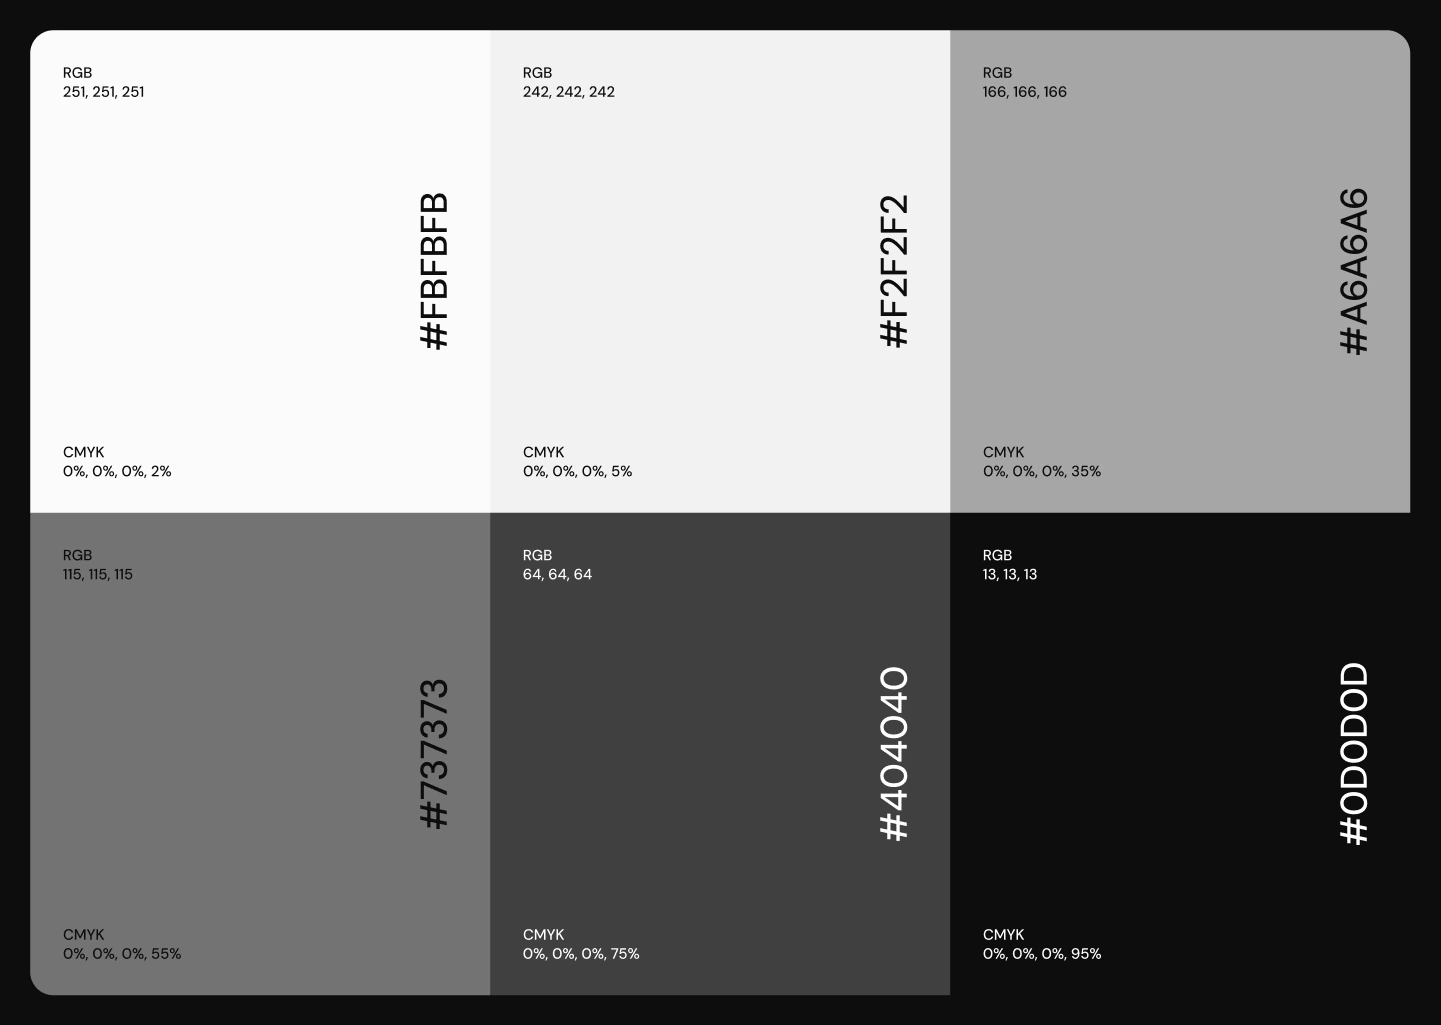 RGB
251, 251, 251
#FBFBFB
CMYK
0%, 0%, 0%, 2%
RGB
242, 242, 242
#F2F2F2
CMYK
0%, 0%, 0%, 5%
RGB
166, 166, 166
#A6A6A6
CMYK
0%, 0%, 0%, 35%
RGB
115, 115, 115
#737373
CMYK
0%, 0%, 0%, 55%
RGB
64, 64, 64
#404040
CMYK
0%, 0%, 0%, 75%
RGB
13, 13, 13
#0D0D0D
CMYK
0%, 0%, 0%, 95%